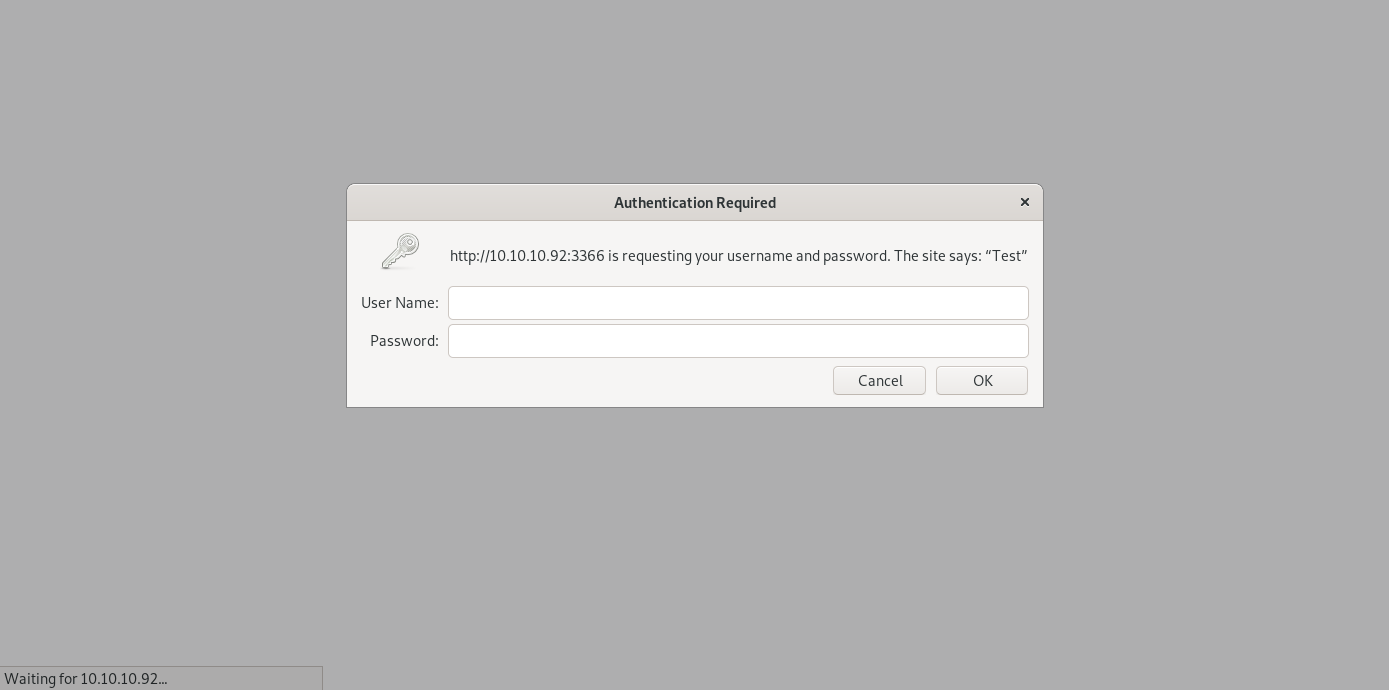 Authentication Required
http://10.10.10.92:3366 is requesting your username and password. The site says: “Test”
User Name:
Password:
Cancel OK
Waiting for 10.10.10.92...